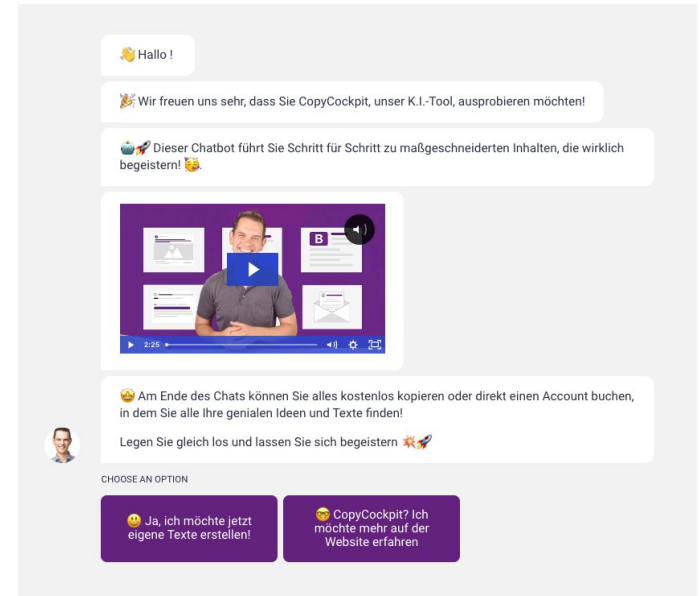 👋 Hallo !
🎉 Wir freuen uns sehr, dass Sie CopyCockpit, unser K.I.-Tool, ausprobieren möchten!
🤖🚀 Dieser Chatbot führt Sie Schritt für Schritt zu maßgeschneiderten Inhalten, die wirklich
begeistern! 🥳.
B
2:25
🤩 Am Ende des Chats können Sie alles kostenlos kopieren oder direkt einen Account buchen,
in dem Sie alle Ihre genialen Ideen und Texte finden!
Legen Sie gleich los und lassen Sie sich begeistern 💥🚀
CHOOSE AN OPTION
😃 Ja, ich möchte jetzt
eigene Texte erstellen!
🤓 CopyCockpit? Ich
möchte mehr auf der
Website erfahren